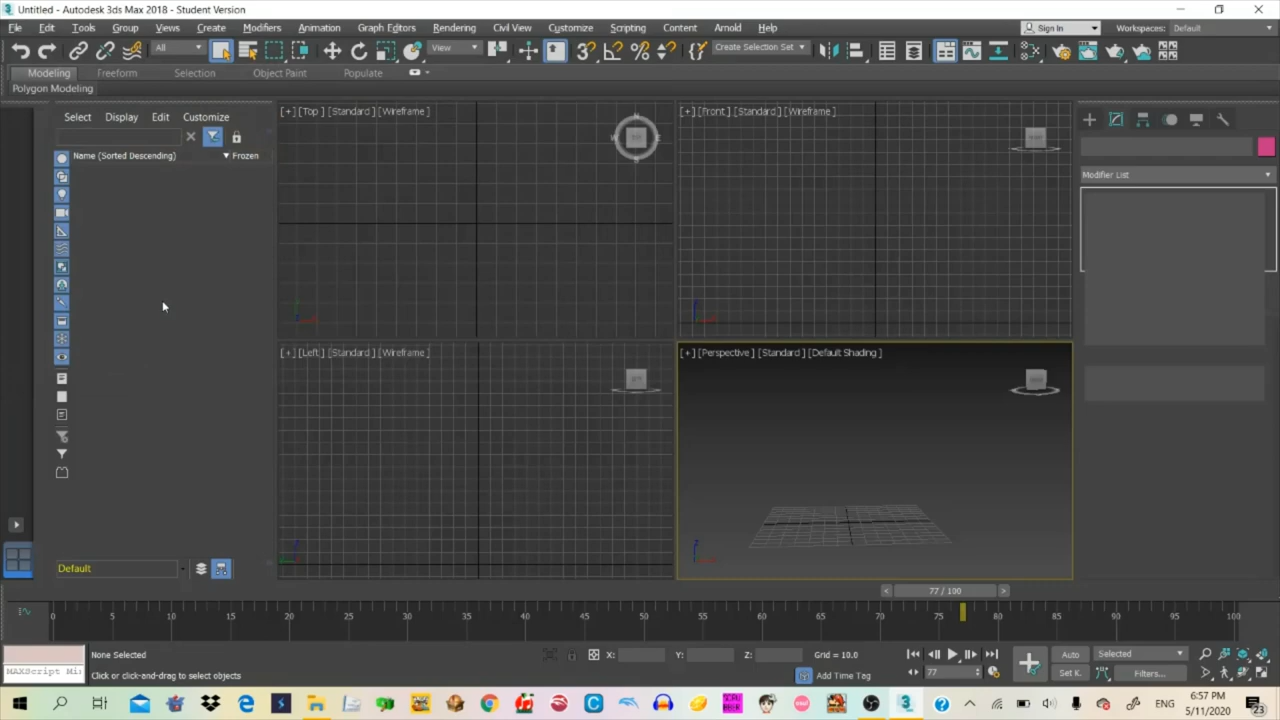 Untitled - Autodesk 3ds Max 2018 - Student Version
File Edit Tools Group Views Create Modifiers Animation Graph Editors Rendering Civil View Customize Scripting Content Arnold Help Sign In Workspaces: Default
All View Create Selection Set
Modeling Freeform Selection Object Paint Populate
Polygon Modeling
Select Display Edit Customize
Name (Sorted Descending) Frozen
[+] [Top] [Standard] [Wireframe]
[+] [Front] [Standard] [Wireframe]
Modifier List
[+] [Left] [Standard] [Wireframe]
[+] [Perspective] [Standard] [Default Shading]
Default
77 / 100
0 5 10 15 20 25 30 35 40 45 50 55 60 65 70 75 80 85 90 95 100
None Selected X: Y: Z: Grid = 10.0 Auto Selected
MAXScript Mi
Click or click-and-drag to select objects Add Time Tag 77 Set K. Filters...
ENG 6:57 PM
5/11/2020 23